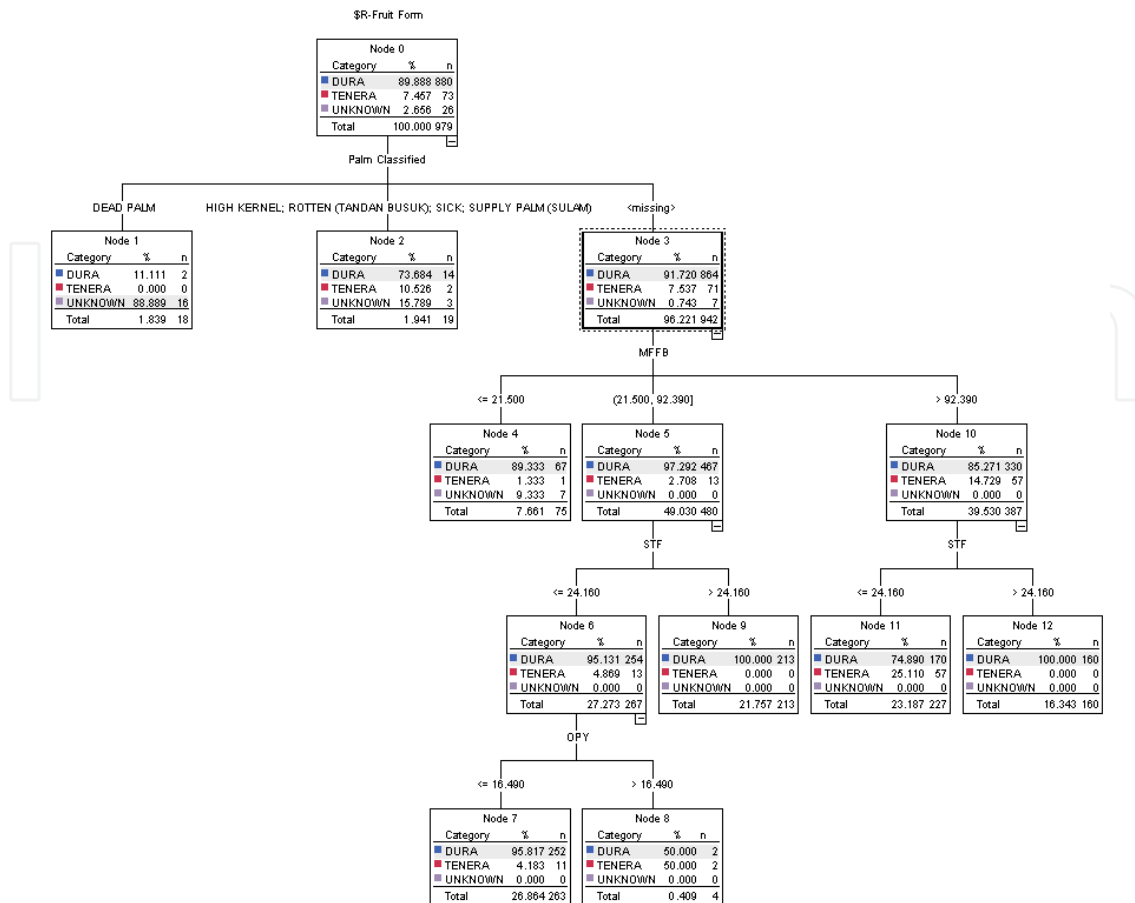 $R-Fruit Form
Node 0
Category % n
DURA 89.888 880
TENERA 7.457 73
UNKNOWN 2.656 26
Total 100.000 979
Palm Classified
DEAD PALM
HIGH KERNEL; ROTTEN (TANDAN BUSUK); SICK; SUPPLY PALM (SULAM)
<missing>
Node 1
Category % n
DURA 11.111 2
TENERA 0.000 0
UNKNOWN 88.889 16
Total 1.839 18
Node 2
Category % n
DURA 73.684 14
TENERA 10.526 2
UNKNOWN 15.789 3
Total 1.941 19
Node 3
Category % n
DURA 91.720 864
TENERA 7.537 71
UNKNOWN 0.743 7
Total 96.221 942
MFFB
<= 21.500
(21.500, 92.390]
> 92.390
Node 4
Category % n
DURA 89.333 67
TENERA 1.333 1
UNKNOWN 9.333 7
Total 7.661 75
Node 5
Category % n
DURA 97.292 467
TENERA 2.708 13
UNKNOWN 0.000 0
Total 49.030 480
Node 10
Category % n
DURA 85.271 330
TENERA 14.729 57
UNKNOWN 0.000 0
Total 39.530 387
STF
STF
<= 24.160
> 24.160
<= 24.160
> 24.160
Node 6
Category % n
DURA 95.131 254
TENERA 4.869 13
UNKNOWN 0.000 0
Total 27.273 267
Node 9
Category % n
DURA 100.000 213
TENERA 0.000 0
UNKNOWN 0.000 0
Total 21.757 213
Node 11
Category % n
DURA 74.890 170
TENERA 25.110 57
UNKNOWN 0.000 0
Total 23.187 227
Node 12
Category % n
DURA 100.000 160
TENERA 0.000 0
UNKNOWN 0.000 0
Total 16.343 160
OPY
<= 16.490
> 16.490
Node 7
Category % n
DURA 95.817 252
TENERA 4.183 11
UNKNOWN 0.000 0
Total 26.864 263
Node 8
Category % n
DURA 50.000 2
TENERA 50.000 2
UNKNOWN 0.000 0
Total 0.409 4